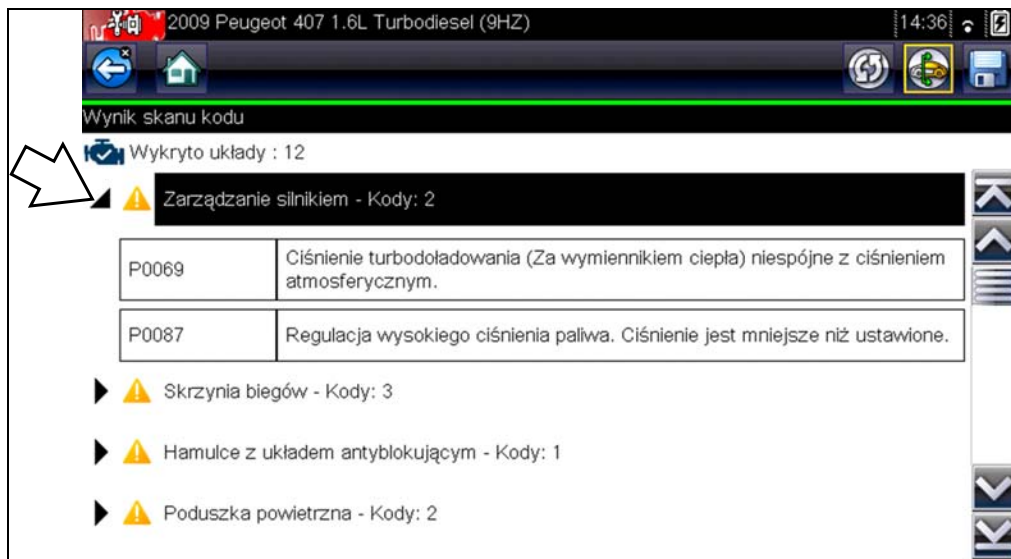 2009 Peugeot 407 1.6L Turbodiesel (9HZ)
14:36
Wynik skanu kodu
Wykryto układy : 12
Zarządzanie silnikiem - Kody: 2
P0069
Ciśnienie turbodoładowania (Za wymiennikiem ciepła) niespójne z ciśnieniem
atmosferycznym.
P0087
Regulacja wysokiego ciśnienia paliwa. Ciśnienie jest mniejsze niż ustawione.
Skrzynia biegów - Kody: 3
Hamulce z układem antyblokującym - Kody: 1
Poduszka powietrzna - Kody: 2